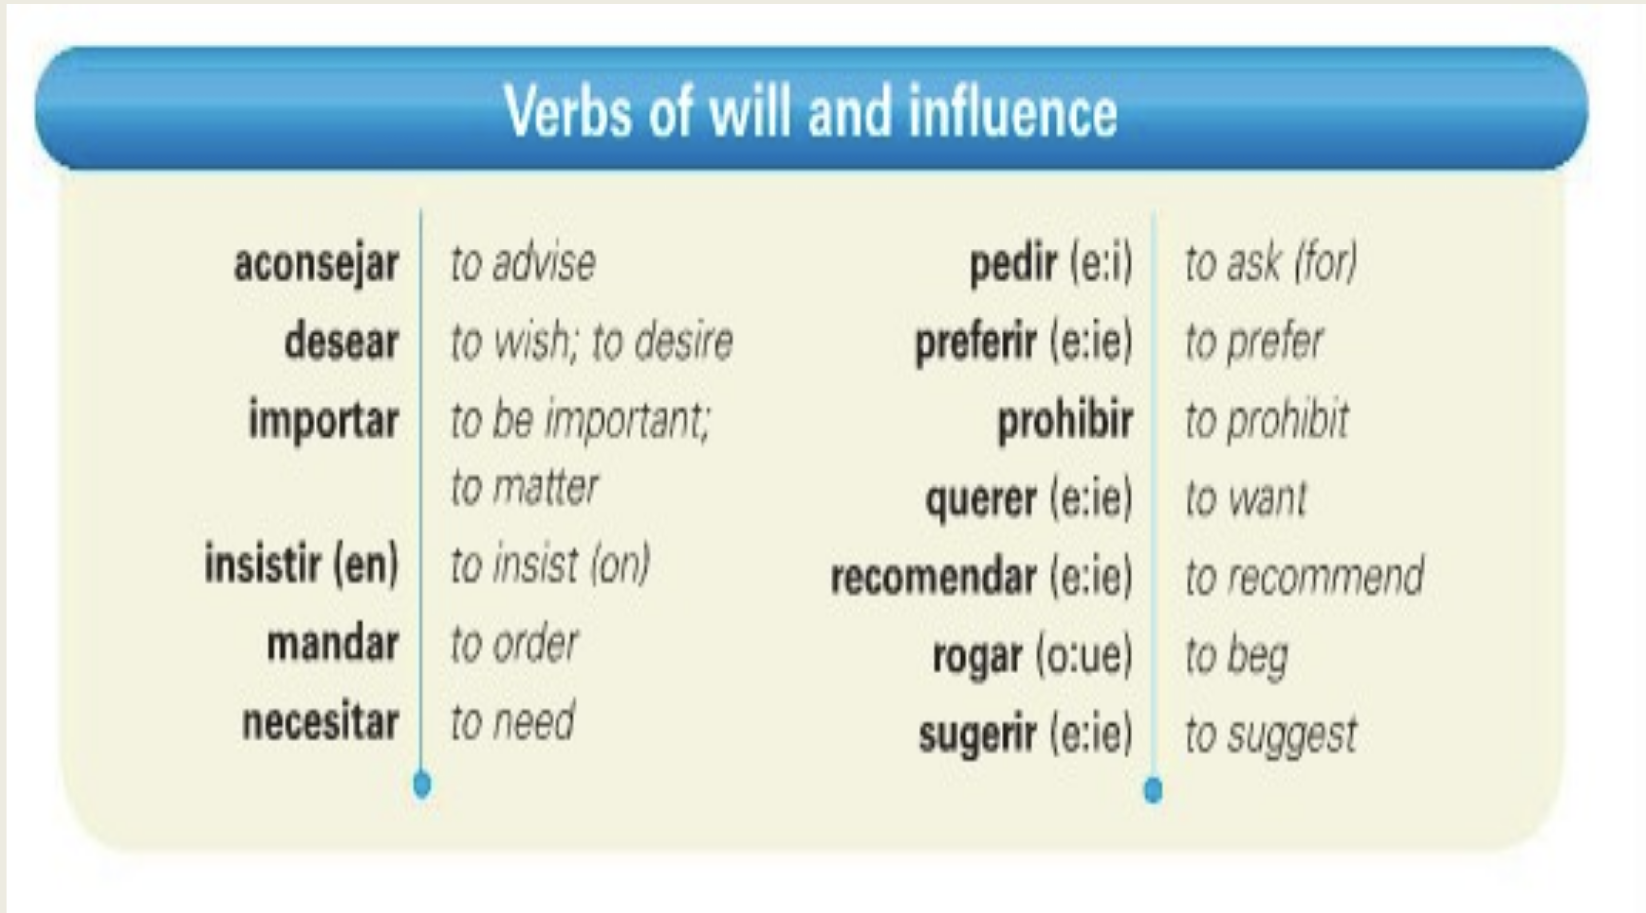 Verbs of will and influence
aconsejar to advise
desear to wish; to desire
importar to be important;
to matter
insistir (en) to insist (on)
mandar to order
necesitar to need
pedir (e:i) to ask (for)
preferir (e:ie) to prefer
prohibir to prohibit
querer (e:ie) to want
recomendar (e:ie) to recommend
rogar (o:ue) to beg
sugerir (e:ie) to suggest